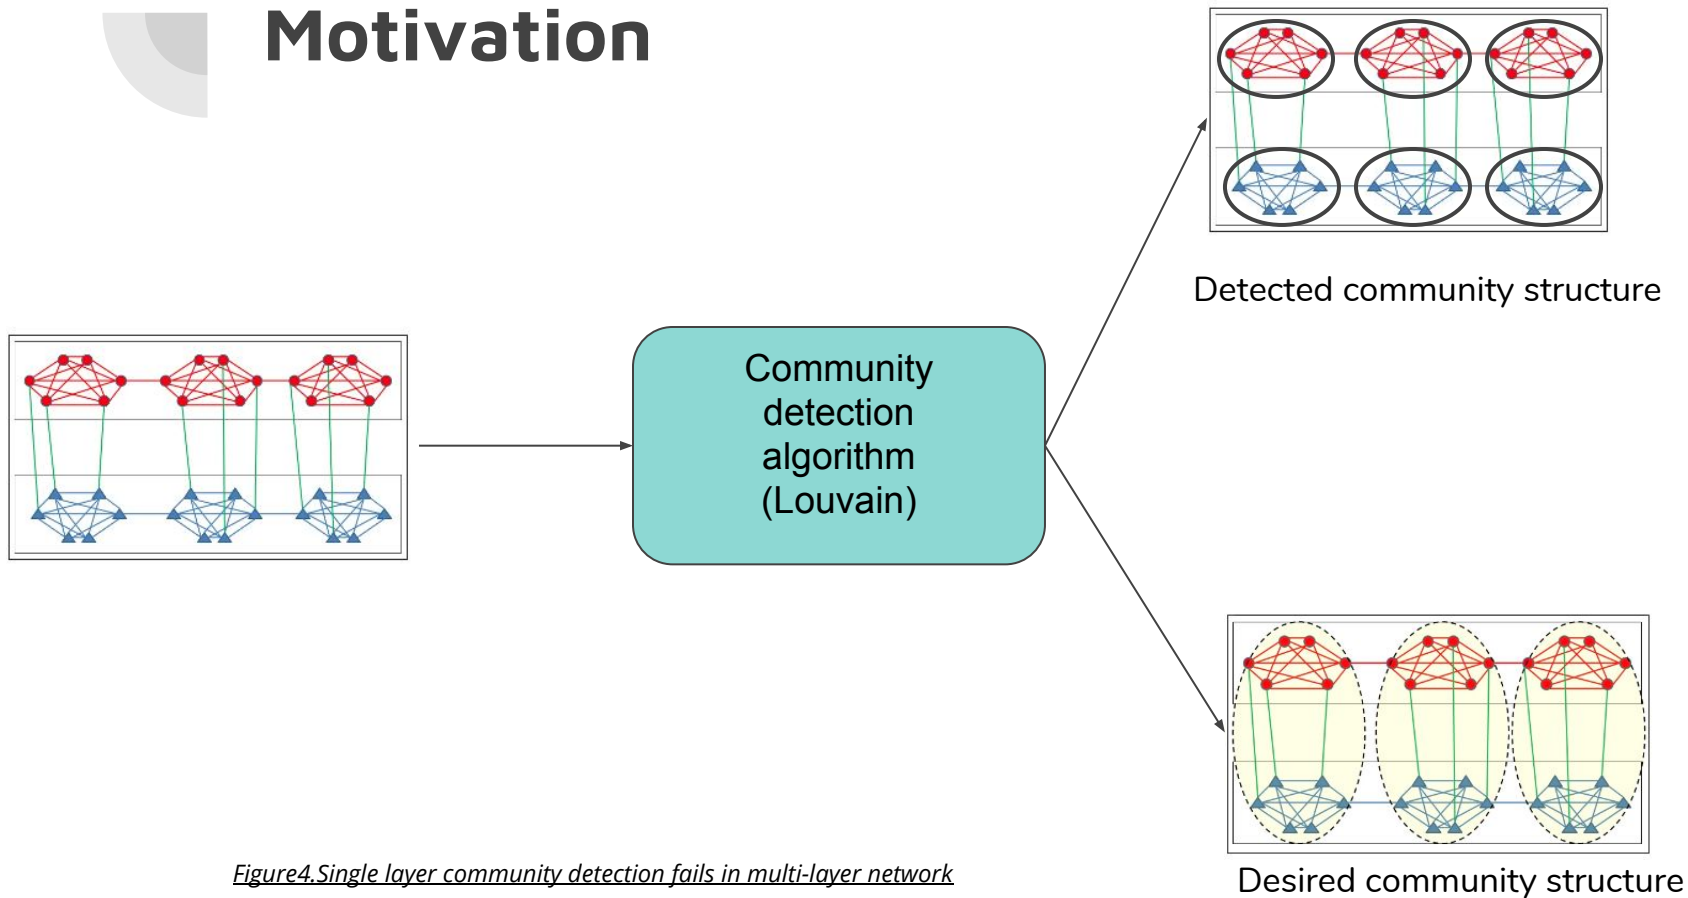 Motivation
Detected community structure
Community
detection
algorithm
(Louvain)
Figure4.Single layer community detection fails in multi-layer network
Desired community structure